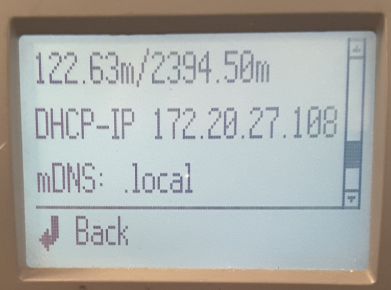 122.63m/2394.50m
DHCP-IP 172.20.27.108
mDNS: .local
Back